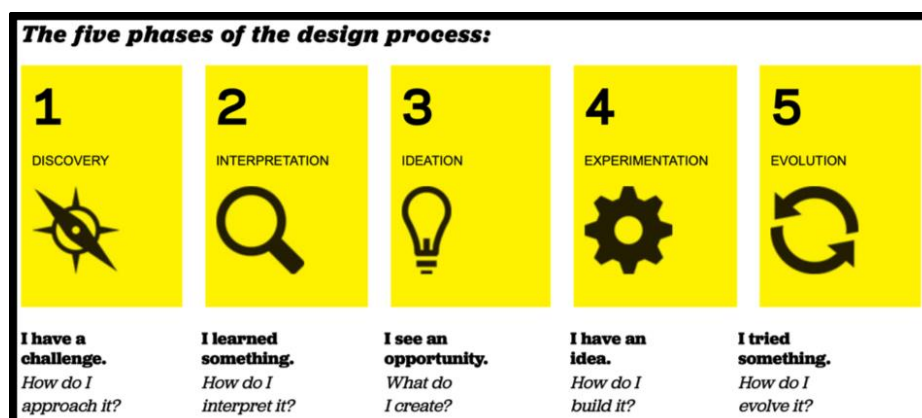 The five phases of the design process:
1
DISCOVERY
2
INTERPRETATION
3
IDEATION
4
EXPERIMENTATION
5
EVOLUTION
I have a
challenge.
How do I
approach it?
I learned
something.
How do I
interpret it?
I see an
opportunity.
What do
I create?
I have an
idea.
How do I
build it?
I tried
something.
How do I
evolve it?